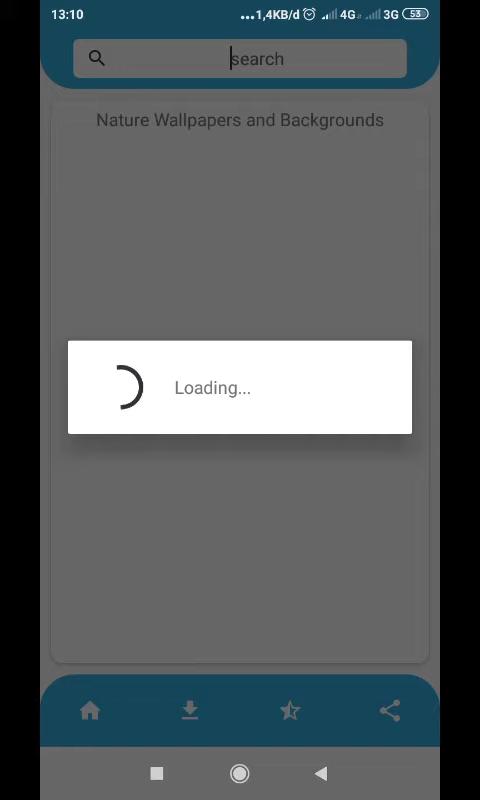 13:10 ...1,4KB/d 4G 3G 53
search
Nature Wallpapers and Backgrounds
Loading...